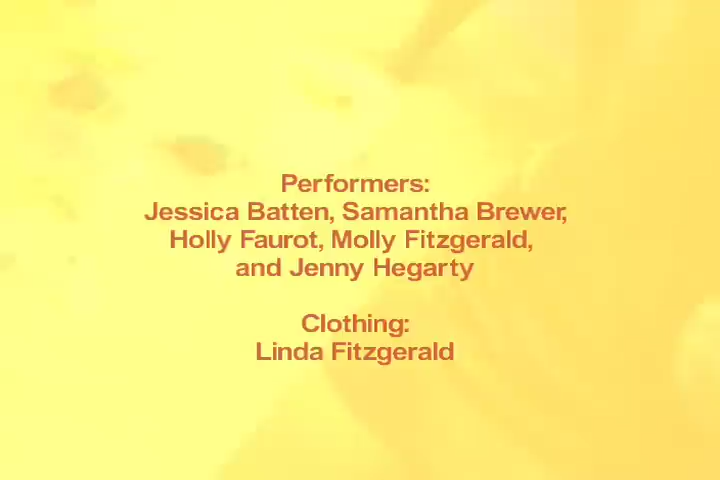 Performers:
Jessica Batten, Samantha Brewer,
Holly Faurot, Molly Fitzgerald,
and Jenny Hegarty
Clothing:
Linda Fitzgerald